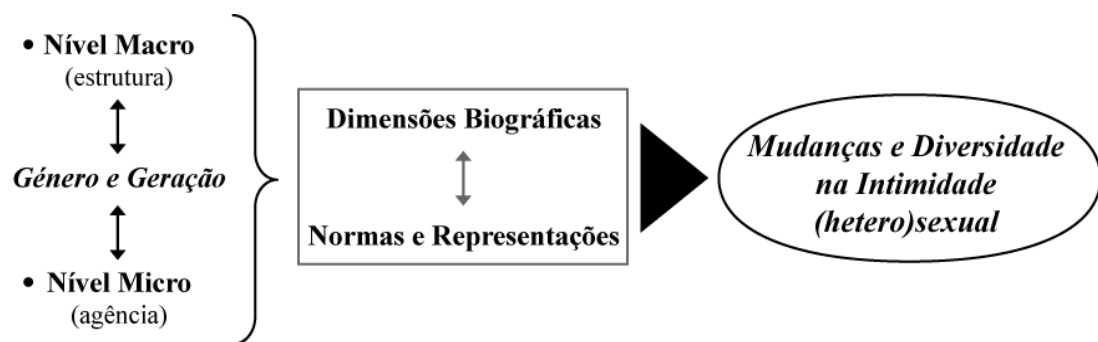 • Nível Macro
(estrutura)
Género e Geração
• Nível Micro
(agência)
Dimensões Biográficas
Normas e Representações
Mudanças e Diversidade
na Intimidade
(hetero)sexual